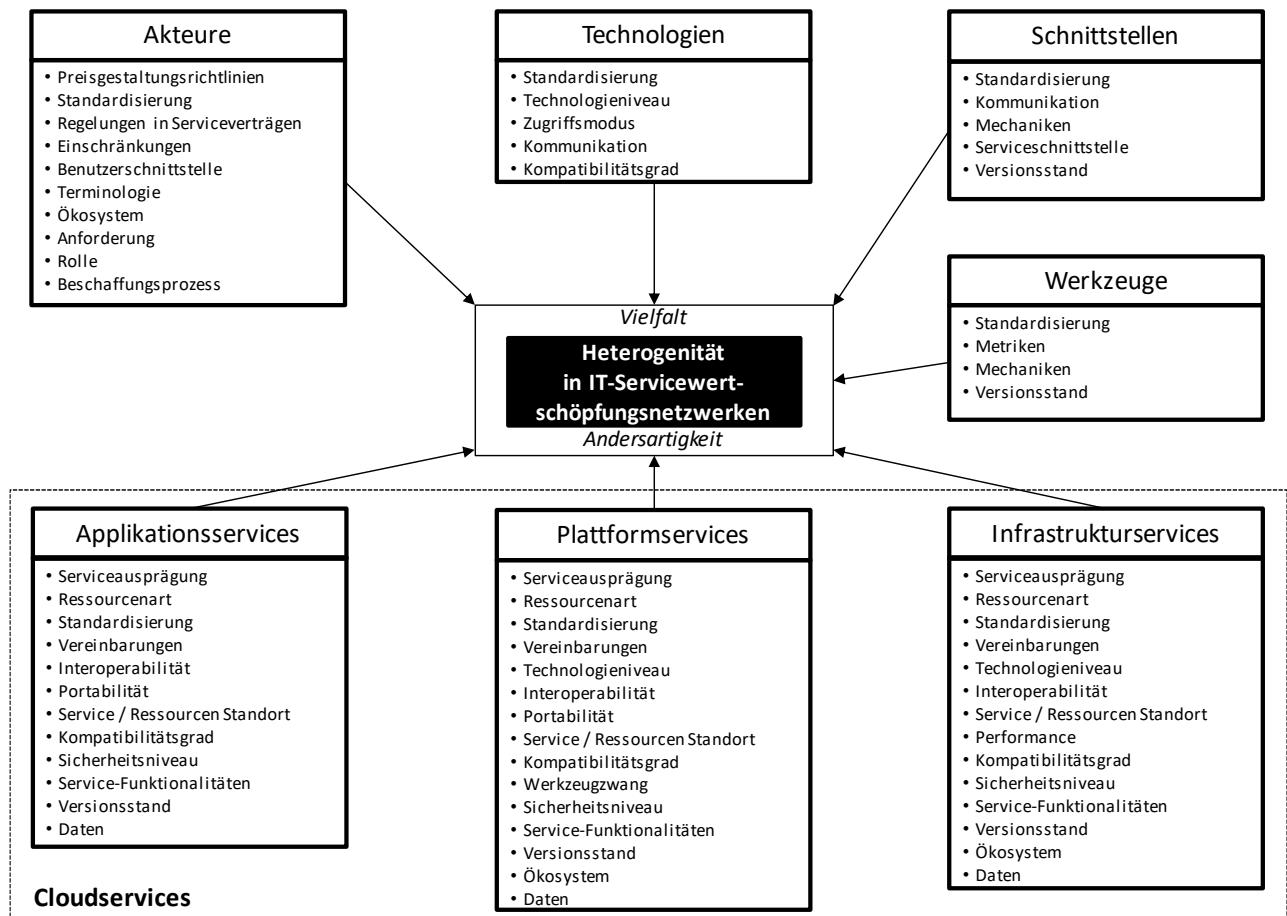 Akteure
• Preisgestaltungsrichtlinien
• Standardisierung
• Regelungen in Serviceverträgen
• Einschränkungen
• Benutzerschnittstelle
• Terminologie
• Ökosystem
• Anforderung
• Rolle
• Beschaffungsprozess
Technologien
• Standardisierung
• Technologieniveau
• Zugriffsmodus
• Kommunikation
• Kompatibilitätsgrad
Schnittstellen
• Standardisierung
• Kommunikation
• Mechaniken
• Serviceschnittstelle
• Versionsstand
Werkzeuge
• Standardisierung
• Metriken
• Mechaniken
• Versionsstand
Vielfalt
Heterogenität
in IT-Servicewert-
schöpfungsnetzwerken
Andersartigkeit
Applikationsservices
• Serviceausprägung
• Ressourcenart
• Standardisierung
• Vereinbarungen
• Interoperabilität
• Portabilität
• Service / Ressourcen Standort
• Kompatibilitätsgrad
• Sicherheitsniveau
• Service-Funktionalitäten
• Versionsstand
• Daten
Plattformservices
• Serviceausprägung
• Ressourcenart
• Standardisierung
• Vereinbarungen
• Technologieniveau
• Interoperabilität
• Portabilität
• Service / Ressourcen Standort
• Kompatibilitätsgrad
• Werkzeugzwang
• Sicherheitsniveau
• Service-Funktionalitäten
• Versionsstand
• Ökosystem
• Daten
Infrastrukturservices
• Serviceausprägung
• Ressourcenart
• Standardisierung
• Vereinbarungen
• Technologieniveau
• Interoperabilität
• Service / Ressourcen Standort
• Performance
• Kompatibilitätsgrad
• Sicherheitsniveau
• Service-Funktionalitäten
• Versionsstand
• Ökosystem
• Daten
Cloudservices